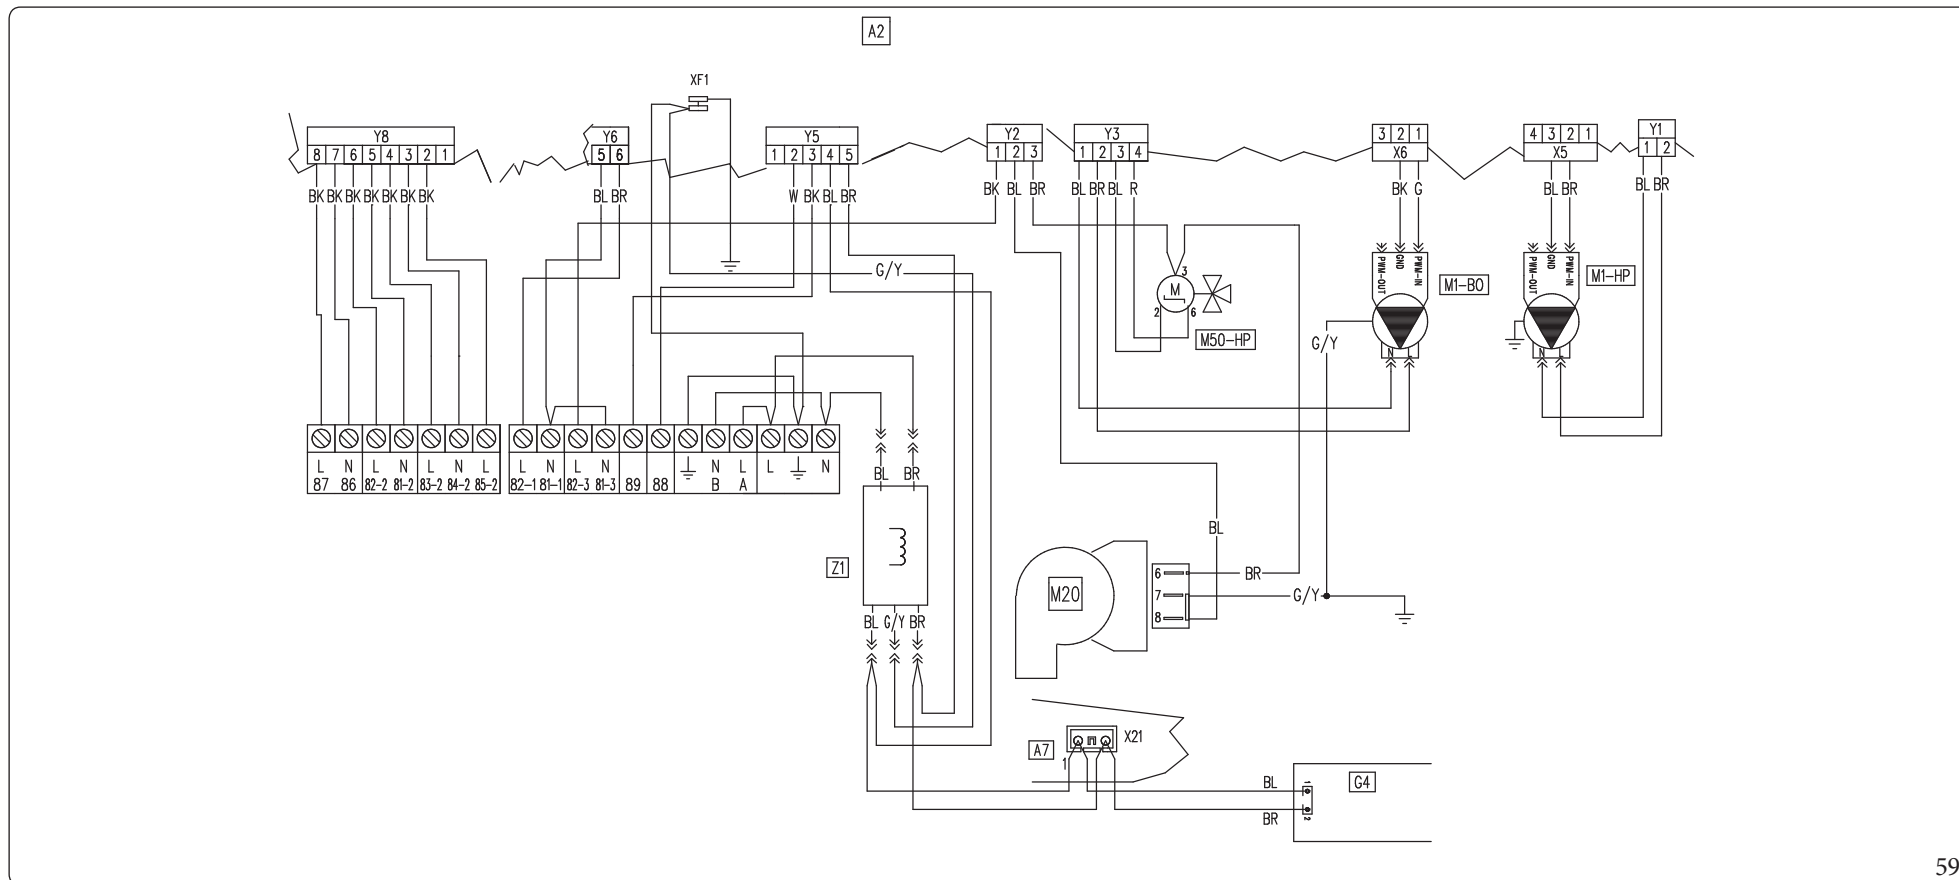 A2
XF1
Y8
8 7 6 5 4 3 2 1
BK BK BK BK BK BK BK
Y6
5 6
BL BR
Y5
1 2 3 4 5
W BK BL BR
Y2
1 2 3
BK BL BR
Y3
1 2 3 4
BL BR BL R
3 2 1
X6
BK G
4 3 2 1
X5
BL BR
Y1
1 2
BL BR
G/Y
3
M
2
6
M50-HP
PWM-OUT
GND
PWM-IN
M1-BO
N L
PWM-OUT
GND
PWM-IN
M1-HP
N L
G/Y
L N L N L N L
87 86 82-2 81-2 83-2 84-2 85-2
L N L N
82-1 81-1 82-3 81-3 89 88
N L L N
B A
BL BR
Z1
BL G/Y BR
BL
M20
6
7
8
BR
G/Y
A7
X21
1
BL
BR
1
2
G4
59